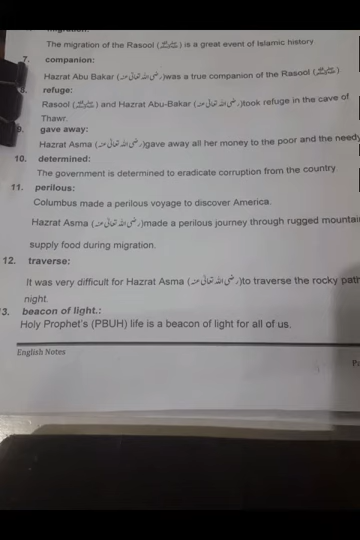 migration:
The migration of the Rasool (ﷺ) is a great event of Islamic history
7. companion:
Hazrat Abu Bakar (رضی اللہ تعالیٰ عنہ) was a true companion of the Rasool (ﷺ)
8. refuge:
Rasool (ﷺ) and Hazrat Abu-Bakar (رضی اللہ تعالیٰ عنہ) took refuge in the cave of
Thawr.
9. gave away:
Hazrat Asma (رضی اللہ تعالیٰ عنہ) gave away all her money to the poor and the needy
10. determined:
The government is determined to eradicate corruption from the country.
11. perilous:
Columbus made a perilous voyage to discover America.
Hazrat Asma (رضی اللہ تعالیٰ عنہ) made a perilous journey through rugged mountai
supply food during migration.
12. traverse:
It was very difficult for Hazrat Asma (رضی اللہ تعالیٰ عنہ) to traverse the rocky path
night.
3. beacon of light.:
Holy Prophet's (PBUH) life is a beacon of light for all of us.
English Notes
Pa